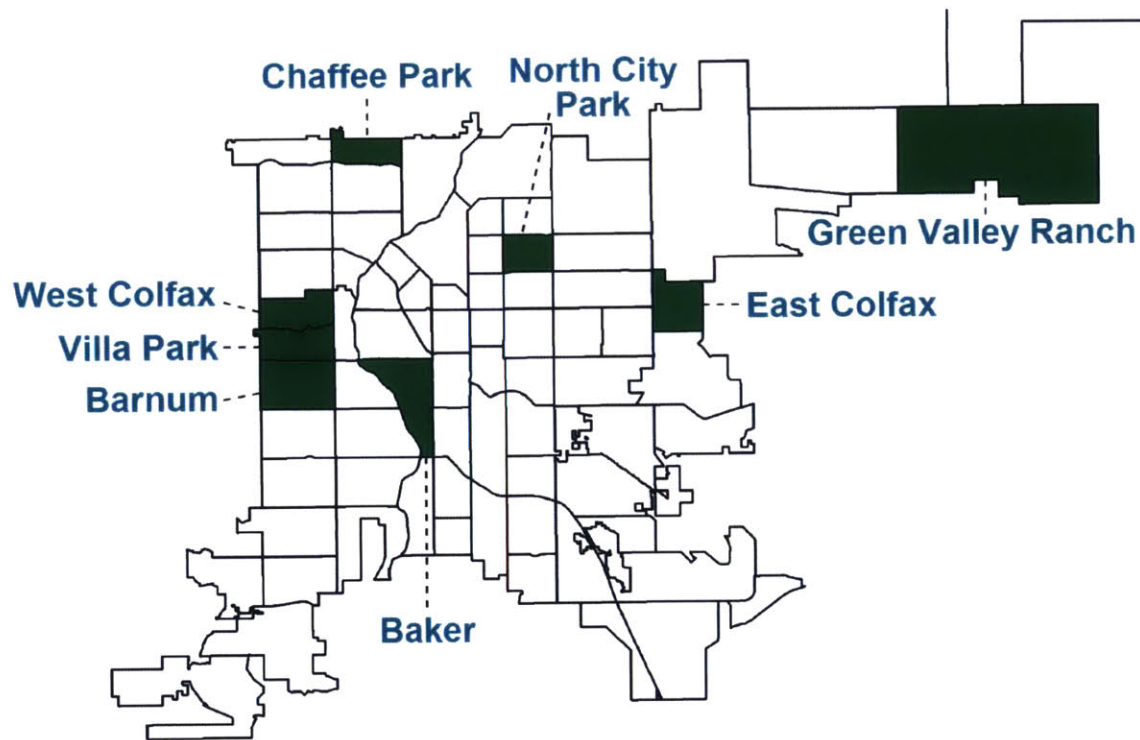 Chaffee Park
North City
Park
Green Valley Ranch
West Colfax
Villa Park
Barnum
East Colfax
Baker